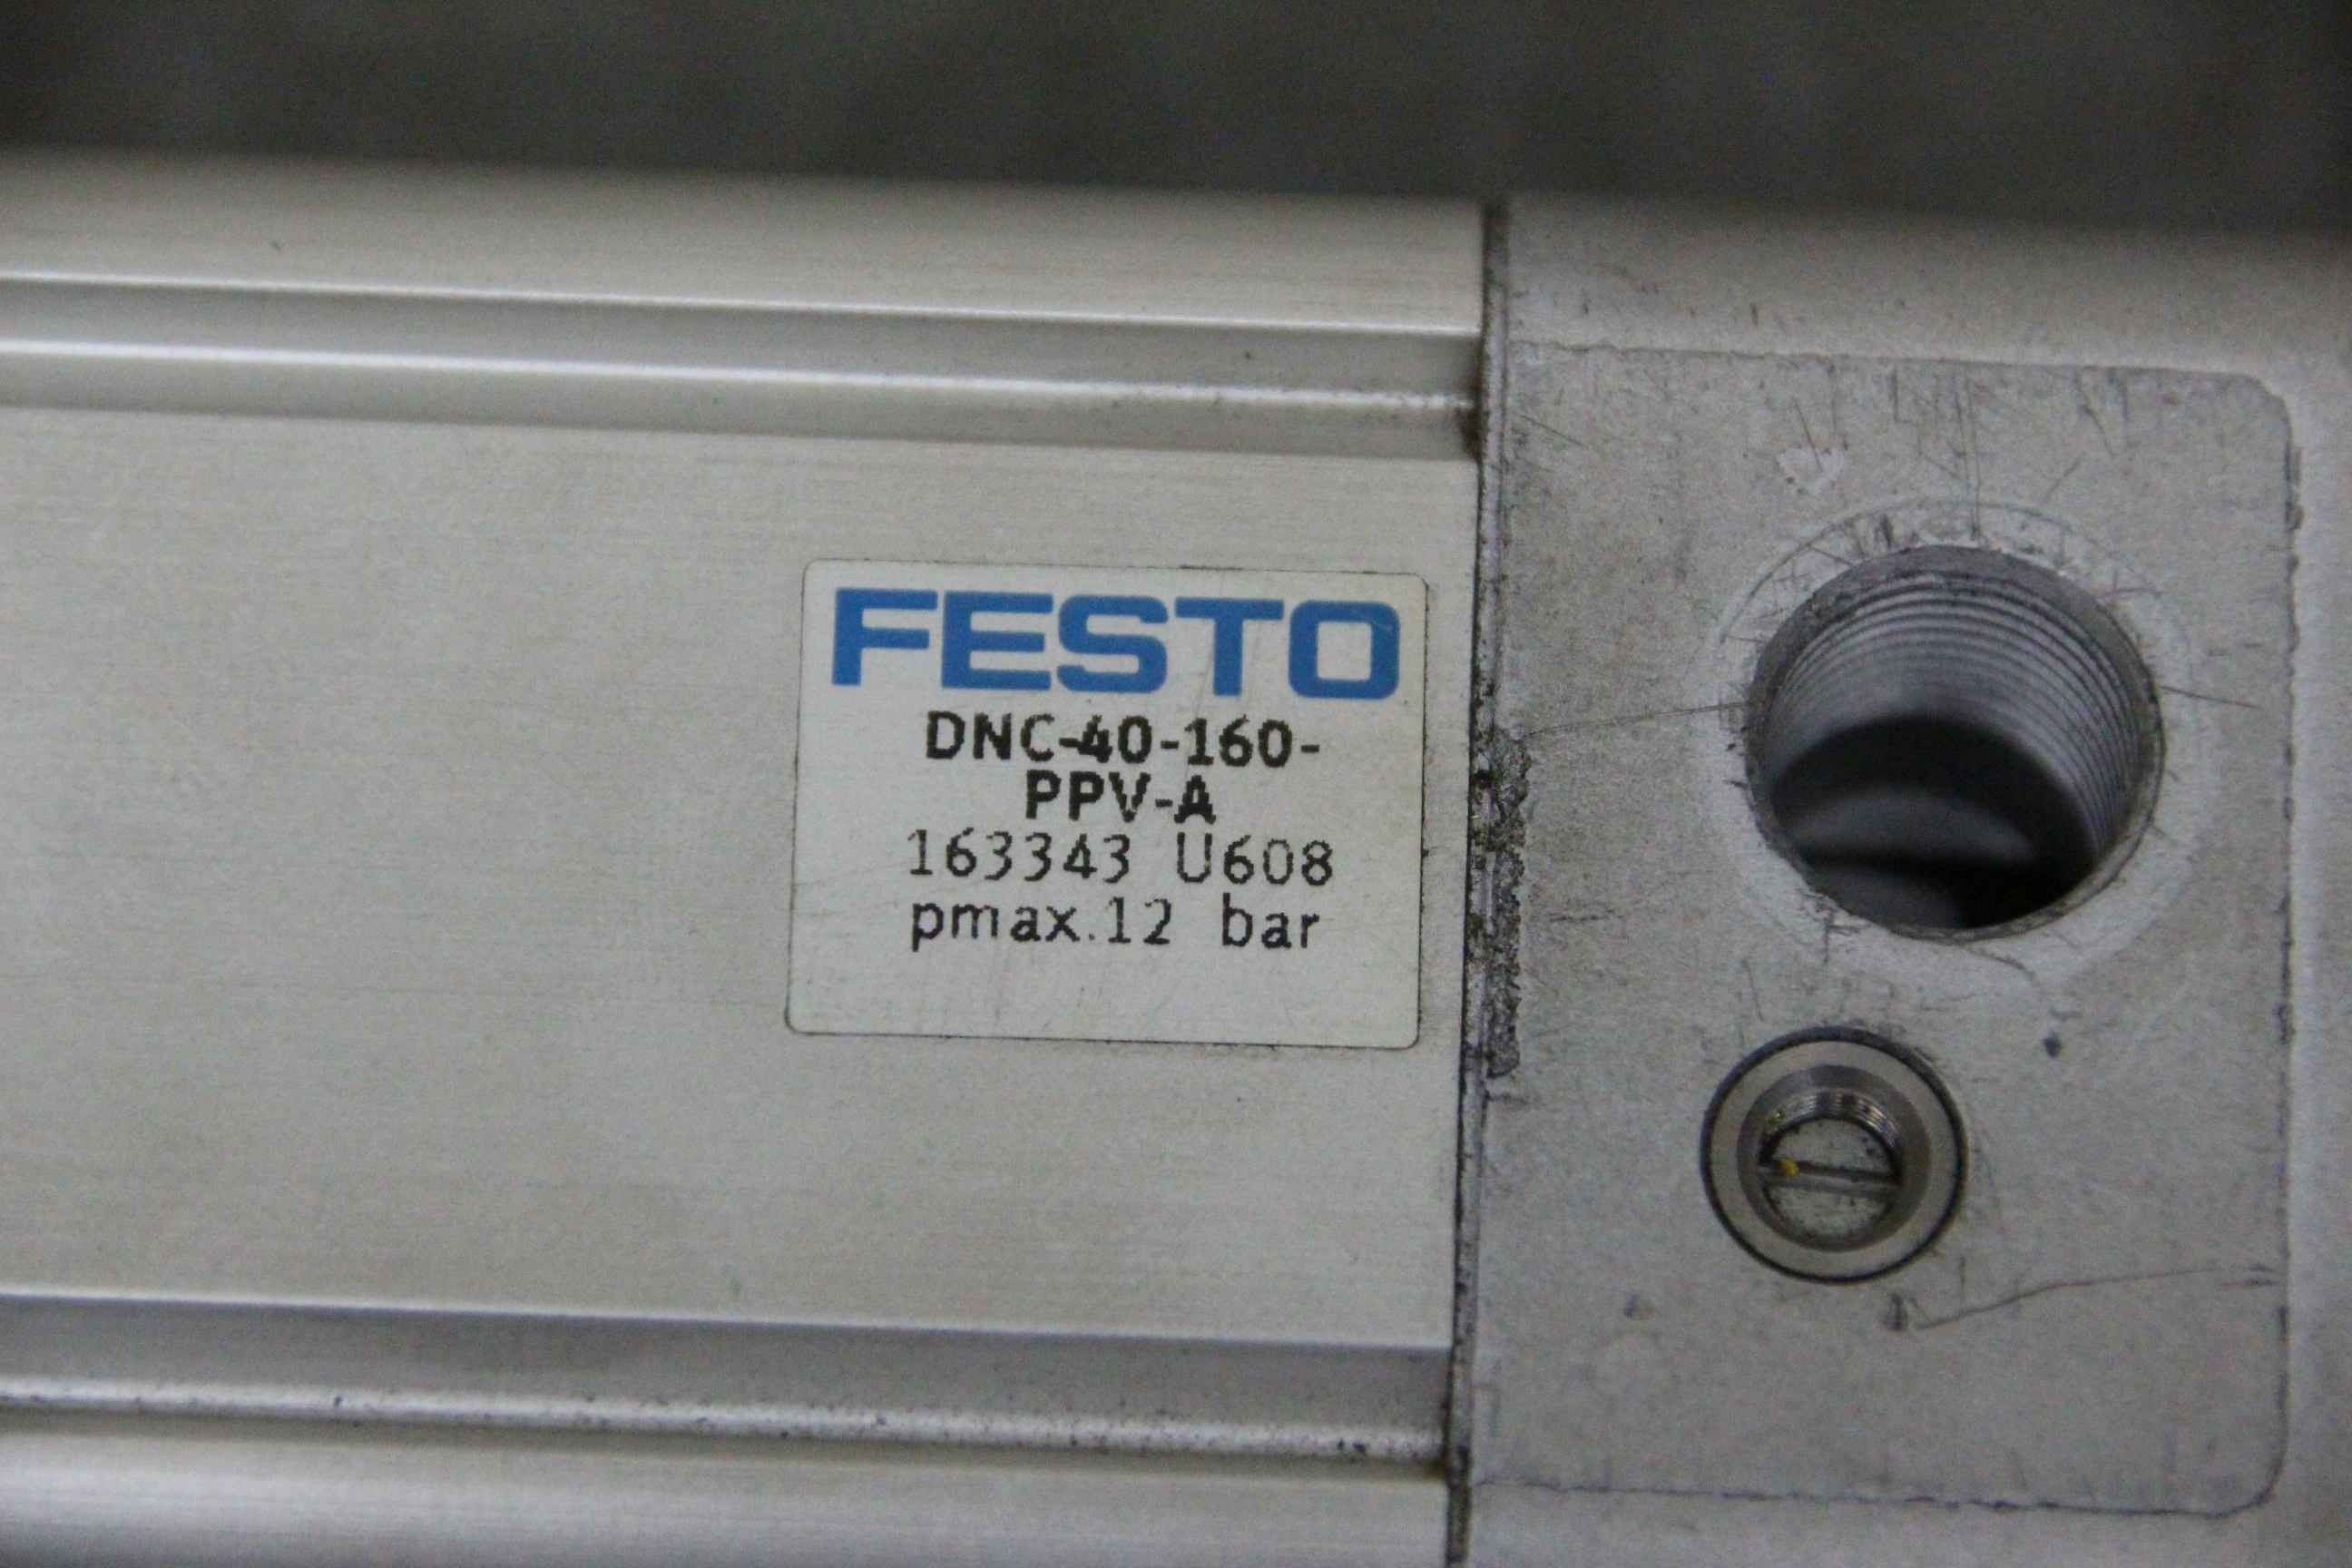 FESTO
DNC-40-160-
PPV-A
163343 U608
pmax.12 bar